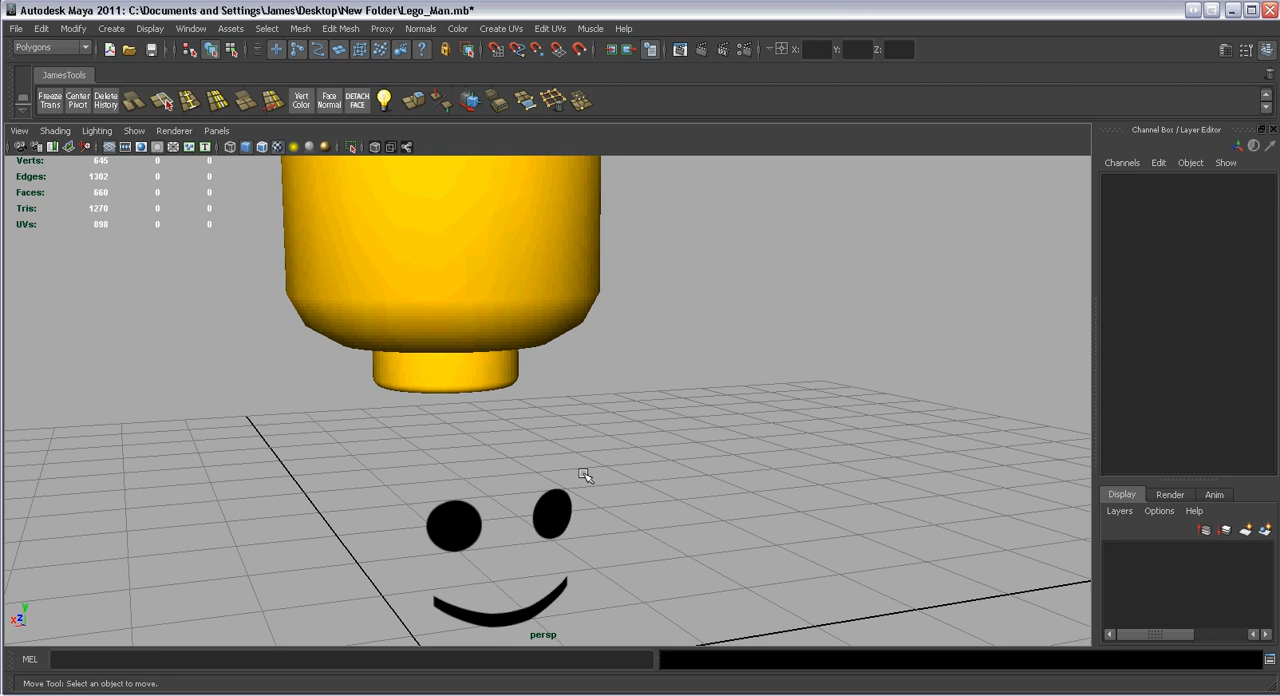 Autodesk Maya 2011: C:\Documents and Settings\James\Desktop\New Folder\Lego_Man.mb*
File Edit Modify Create Display Window Assets Select Mesh Edit Mesh Proxy Normals Color Create UVs Edit UVs Muscle Help
Polygons X: Y: Z:
JamesTools
Freeze Trans Center Pivot Delete History Vert Color Face Normal DETACH FACE
View Shading Lighting Show Renderer Panels
Channel Box / Layer Editor
Channels Edit Object Show
Verts: 645 0 0
Edges: 1302 0 0
Faces: 660 0 0
Tris: 1270 0 0
UVs: 898 0 0
Display Render Anim
Layers Options Help
y
x z
persp
MEL
Move Tool: Select an object to move.